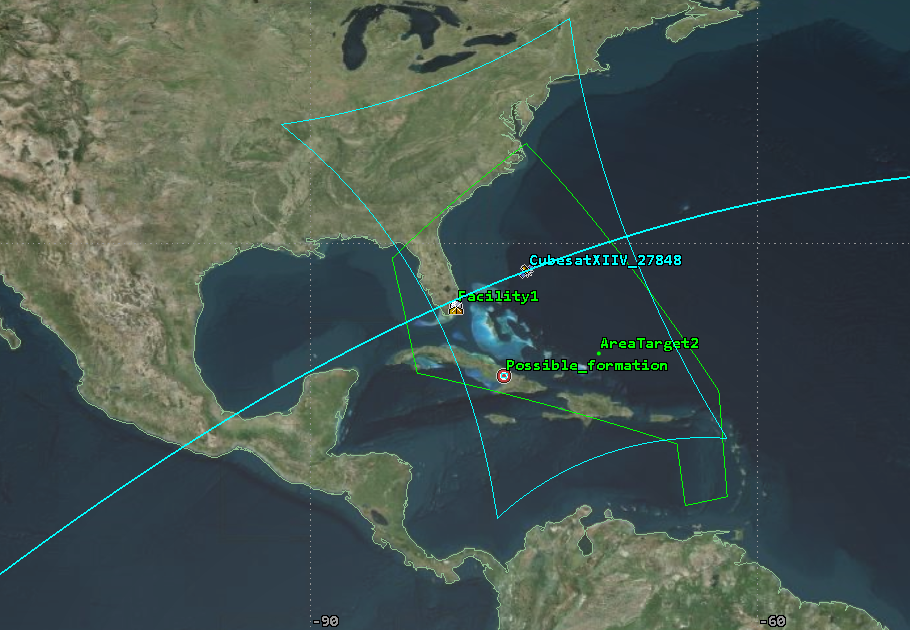 CubesatXIIV_27848
Facility1
AreaTarget2
Possible_formation
-90
-60